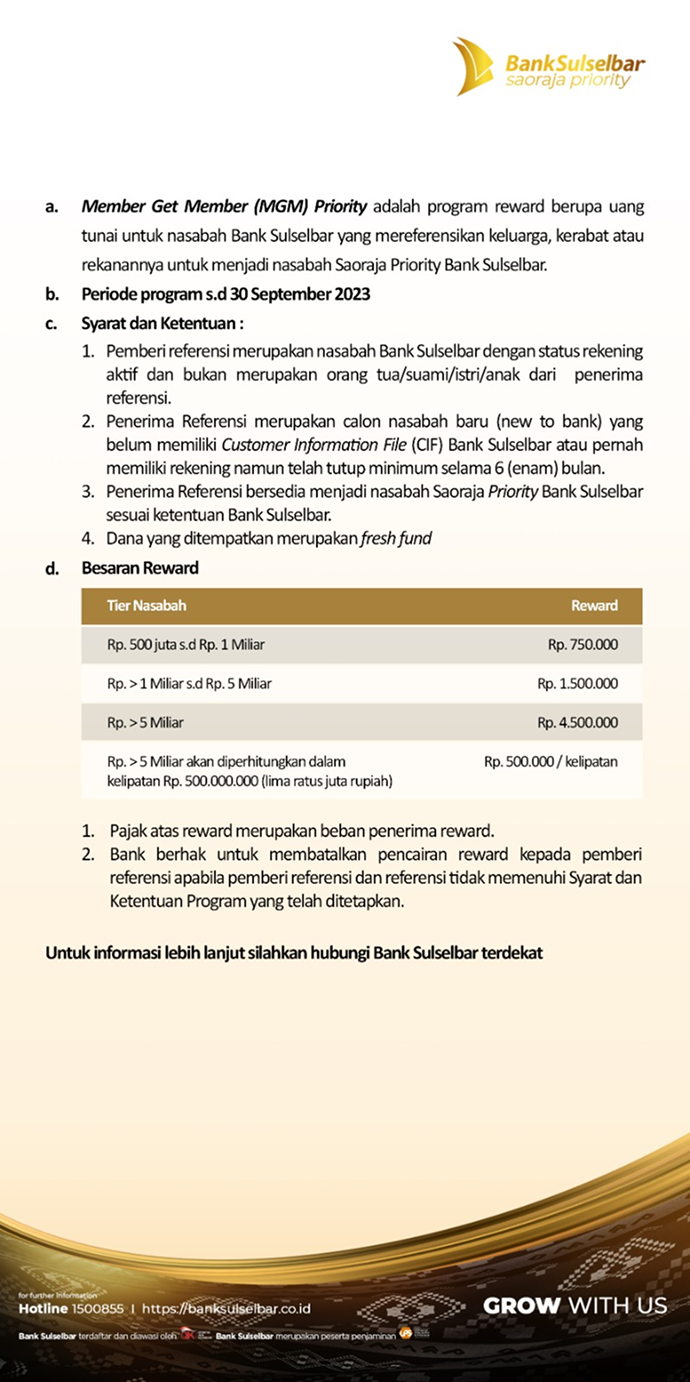 BankSulselbar
saoraja priority
a. Member Get Member (MGM) Priority adalah program reward berupa uang
tunai untuk nasabah Bank Sulselbar yang mereferensikan keluarga, kerabat atau
rekanannya untuk menjadi nasabah Saoraja Priority Bank Sulselbar.
b. Periode program s.d 30 September 2023
c. Syarat dan Ketentuan :
1. Pemberi referensi merupakan nasabah Bank Sulselbar dengan status rekening
aktif dan bukan merupakan orang tua/suami/istri/anak dari penerima
referensi.
2. Penerima Referensi merupakan calon nasabah baru (new to bank) yang
belum memiliki Customer Information File (CIF) Bank Sulselbar atau pernah
memiliki rekening namun telah tutup minimum selama 6 (enam) bulan.
3. Penerima Referensi bersedia menjadi nasabah Saoraja Priority Bank Sulselbar
sesuai ketentuan Bank Sulselbar.
4. Dana yang ditempatkan merupakan fresh fund
d. Besaran Reward
Tier Nasabah Reward
Rp. 500 juta s.d Rp. 1 Miliar Rp. 750.000
Rp. > 1 Miliar s.d Rp. 5 Miliar Rp. 1.500.000
Rp. > 5 Miliar Rp. 4.500.000
Rp. > 5 Miliar akan diperhitungkan dalam Rp. 500.000 / kelipatan
kelipatan Rp. 500.000.000 (lima ratus juta rupiah)
1. Pajak atas reward merupakan beban penerima reward.
2. Bank berhak untuk membatalkan pencairan reward kepada pemberi
referensi apabila pemberi referensi dan referensi tidak memenuhi Syarat dan
Ketentuan Program yang telah ditetapkan.
Untuk informasi lebih lanjut silahkan hubungi Bank Sulselbar terdekat
for further information
Hotline 1500855 I https://banksulselbar.co.id
GROW WITH US
Bank Sulselbar terdaftar dan diawasi oleh Bank Sulselbar merupakan peserta penjaminan